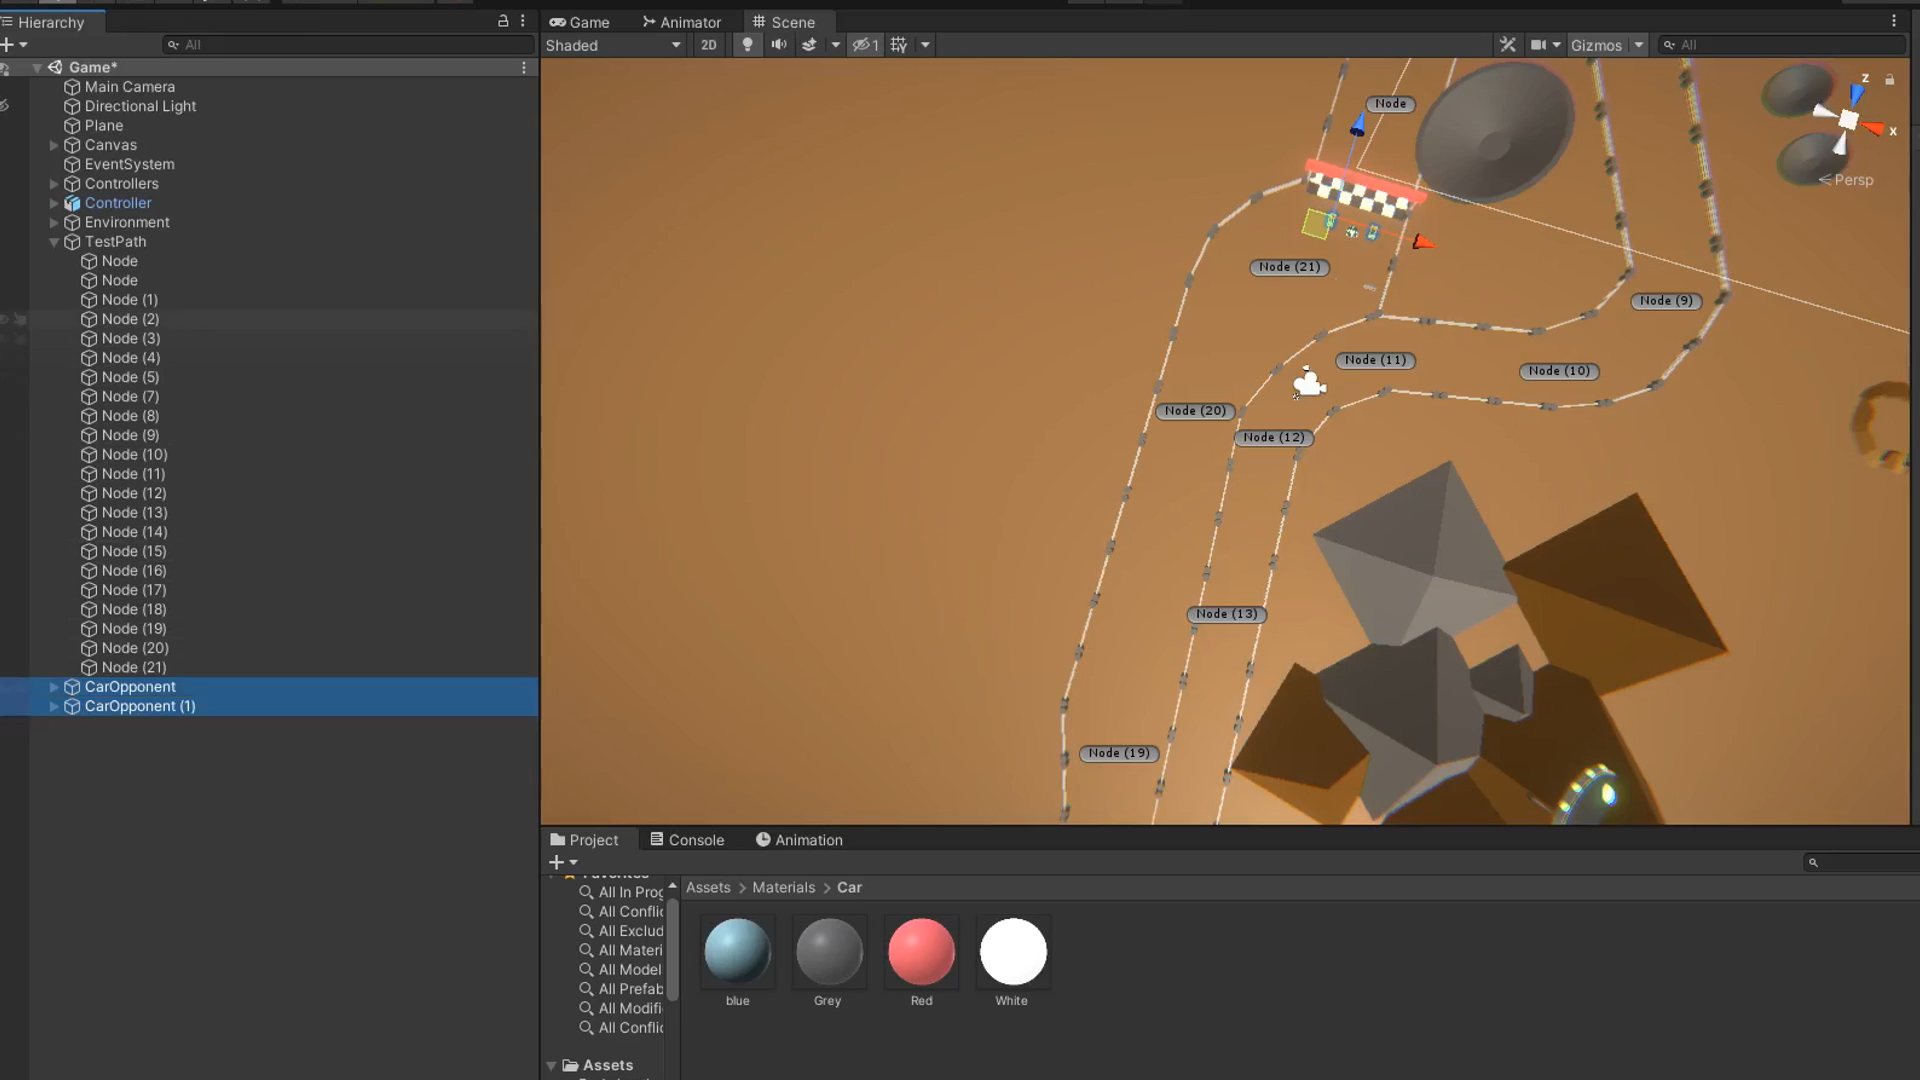 Hierarchy
Game
Animator
Scene
All
Shaded
2D
1
Gizmos
All
Game*
Main Camera
Directional Light
Plane
Canvas
EventSystem
Controllers
Controller
Environment
TestPath
Node
Node
Node (1)
Node (2)
Node (3)
Node (4)
Node (5)
Node (7)
Node (8)
Node (9)
Node (10)
Node (11)
Node (12)
Node (13)
Node (14)
Node (15)
Node (16)
Node (17)
Node (18)
Node (19)
Node (20)
Node (21)
CarOpponent
CarOpponent (1)
Node
z
x
Persp
Node (21)
Node (9)
Node (11)
Node (10)
Node (20)
Node (12)
Node (13)
Node (19)
Project
Console
Animation
Favorites
All In Prog
All Conflic
All Exclud
All Materi
All Model
All Prefab
All Modifi
All Conflic
Assets
Assets > Materials > Car
blue
Grey
Red
White